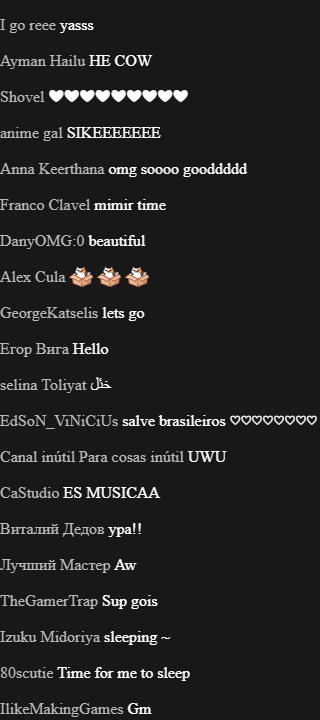 I go reee yasss
Ayman Hailu HE COW
Shovel 🤍🤍🤍🤍🤍🤍🤍🤍🤍
anime gal SIKEEEEEEE
Anna Keerthana omg soooo gooddddd
Franco Clavel mimir time
DanyOMG:0 beautiful
Alex Cula
GeorgeKatselis lets go
Егор Вига Hello
selina Toliyat
EdSoN_ViNiCiUs salve brasileiros ♡♡♡♡♡♡♡♡
Canal inútil Para cosas inútil UWU
CaStudio ES MUSICAA
Виталий Дедов ура!!
Лучший Мастер Aw
TheGamerTrap Sup gois
Izuku Midoriya sleeping ~
80scutie Time for me to sleep
IlikeMakingGames Gm